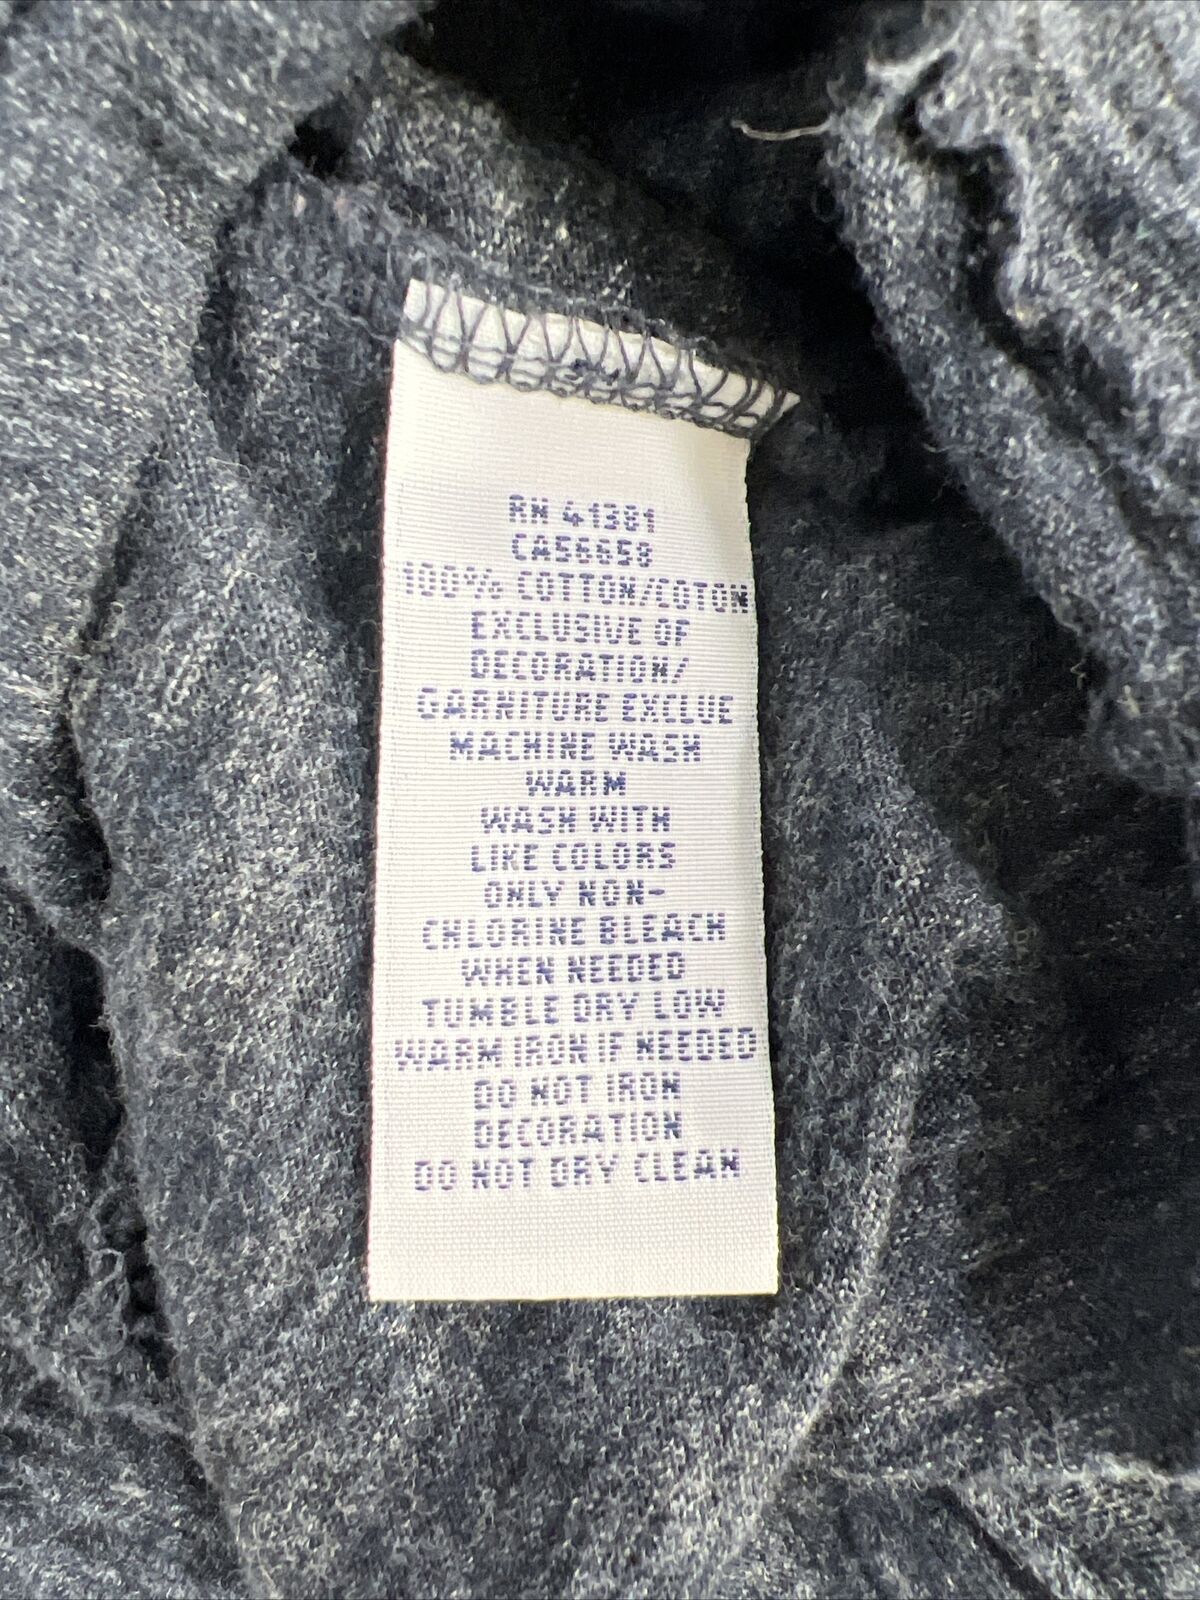 RN 41381
CA56658
100% COTTON/COTON
EXCLUSIVE OF
DECORATION/
GARNITURE EXCLUE
MACHINE WASH
WARM
WASH WITH
LIKE COLORS
ONLY NON-
CHLORINE BLEACH
WHEN NEEDED
TUMBLE DRY LOW
WARM IRON IF NEEDED
DO NOT IRON
DECORATION
DO NOT DRY CLEAN